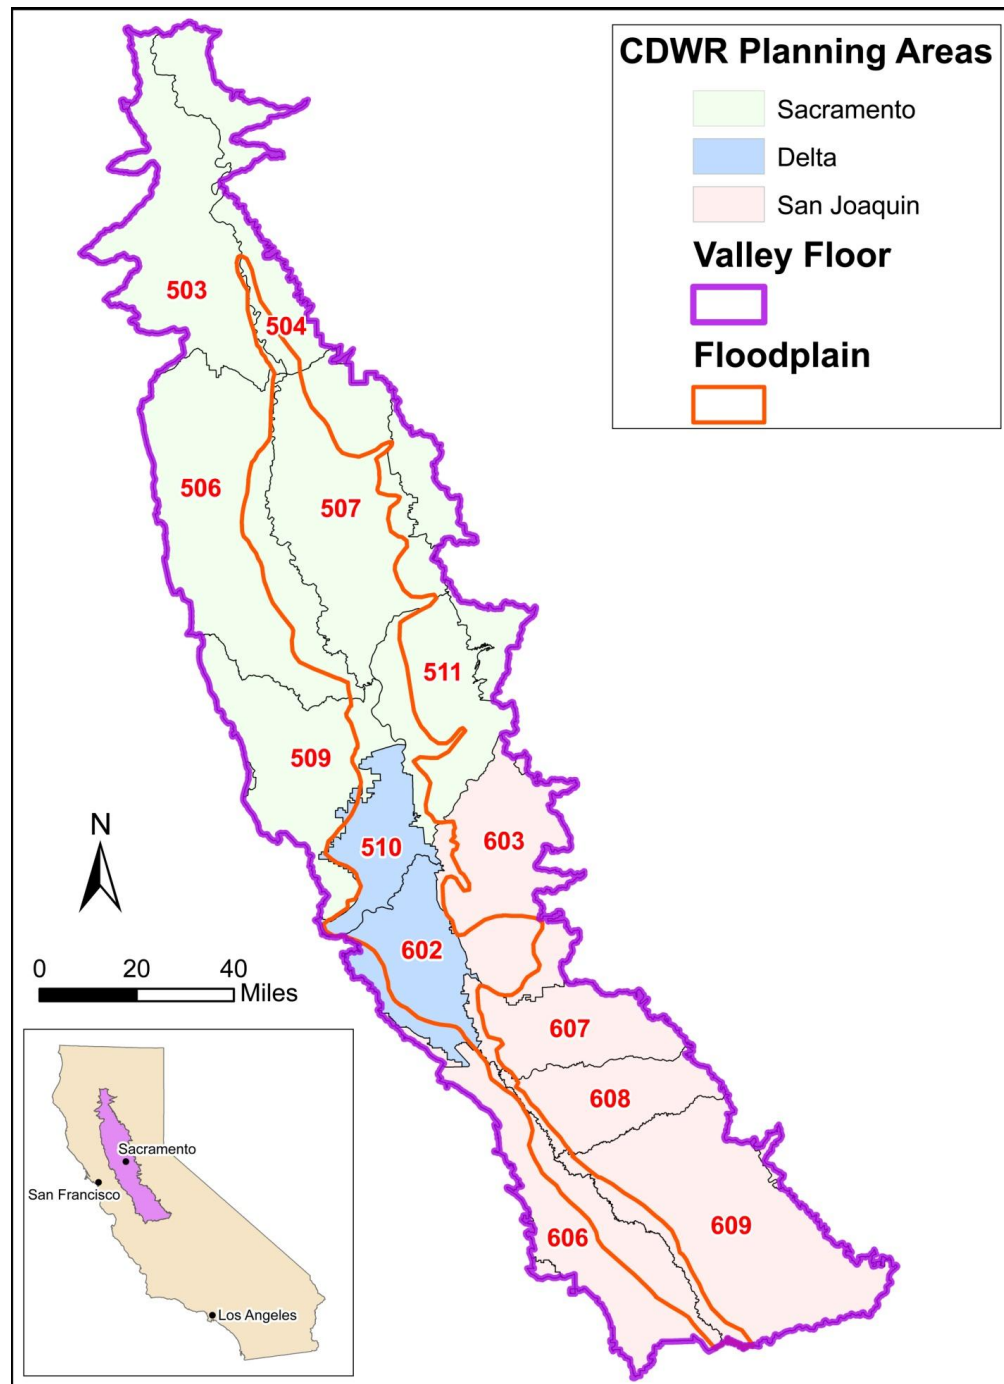 CDWR Planning Areas
Sacramento
Delta
San Joaquin
Valley Floor
Floodplain
503
504
506
507
511
509
510
603
602
607
608
609
606
N
0 20 40
Miles
Sacramento
San Francisco
Los Angeles